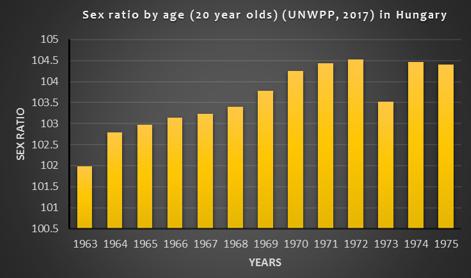 Sex ratio by age (20 year olds) (UNWPP, 2017) in Hungary
105
104.5
104
103.5
103
102.5
102
101.5
101
100.5
SEX RATIO
1963 1964 1965 1966 1967 1968 1969 1970 1971 1972 1973 1974 1975
YEARS